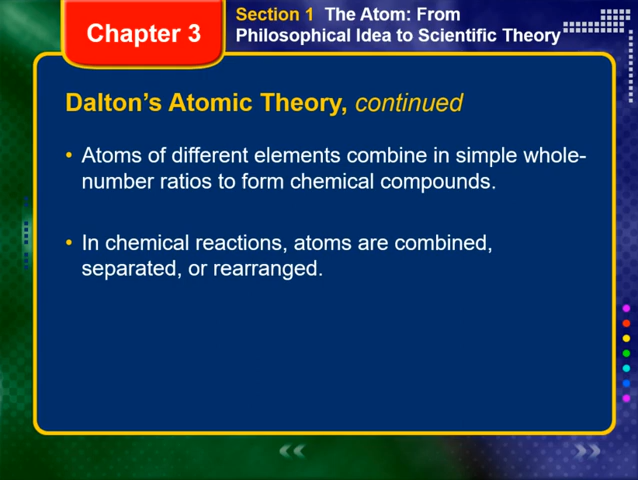 Chapter 3
Section 1 The Atom: From
Philosophical Idea to Scientific Theory
Dalton's Atomic Theory, continued
• Atoms of different elements combine in simple whole-
number ratios to form chemical compounds.
• In chemical reactions, atoms are combined,
separated, or rearranged.